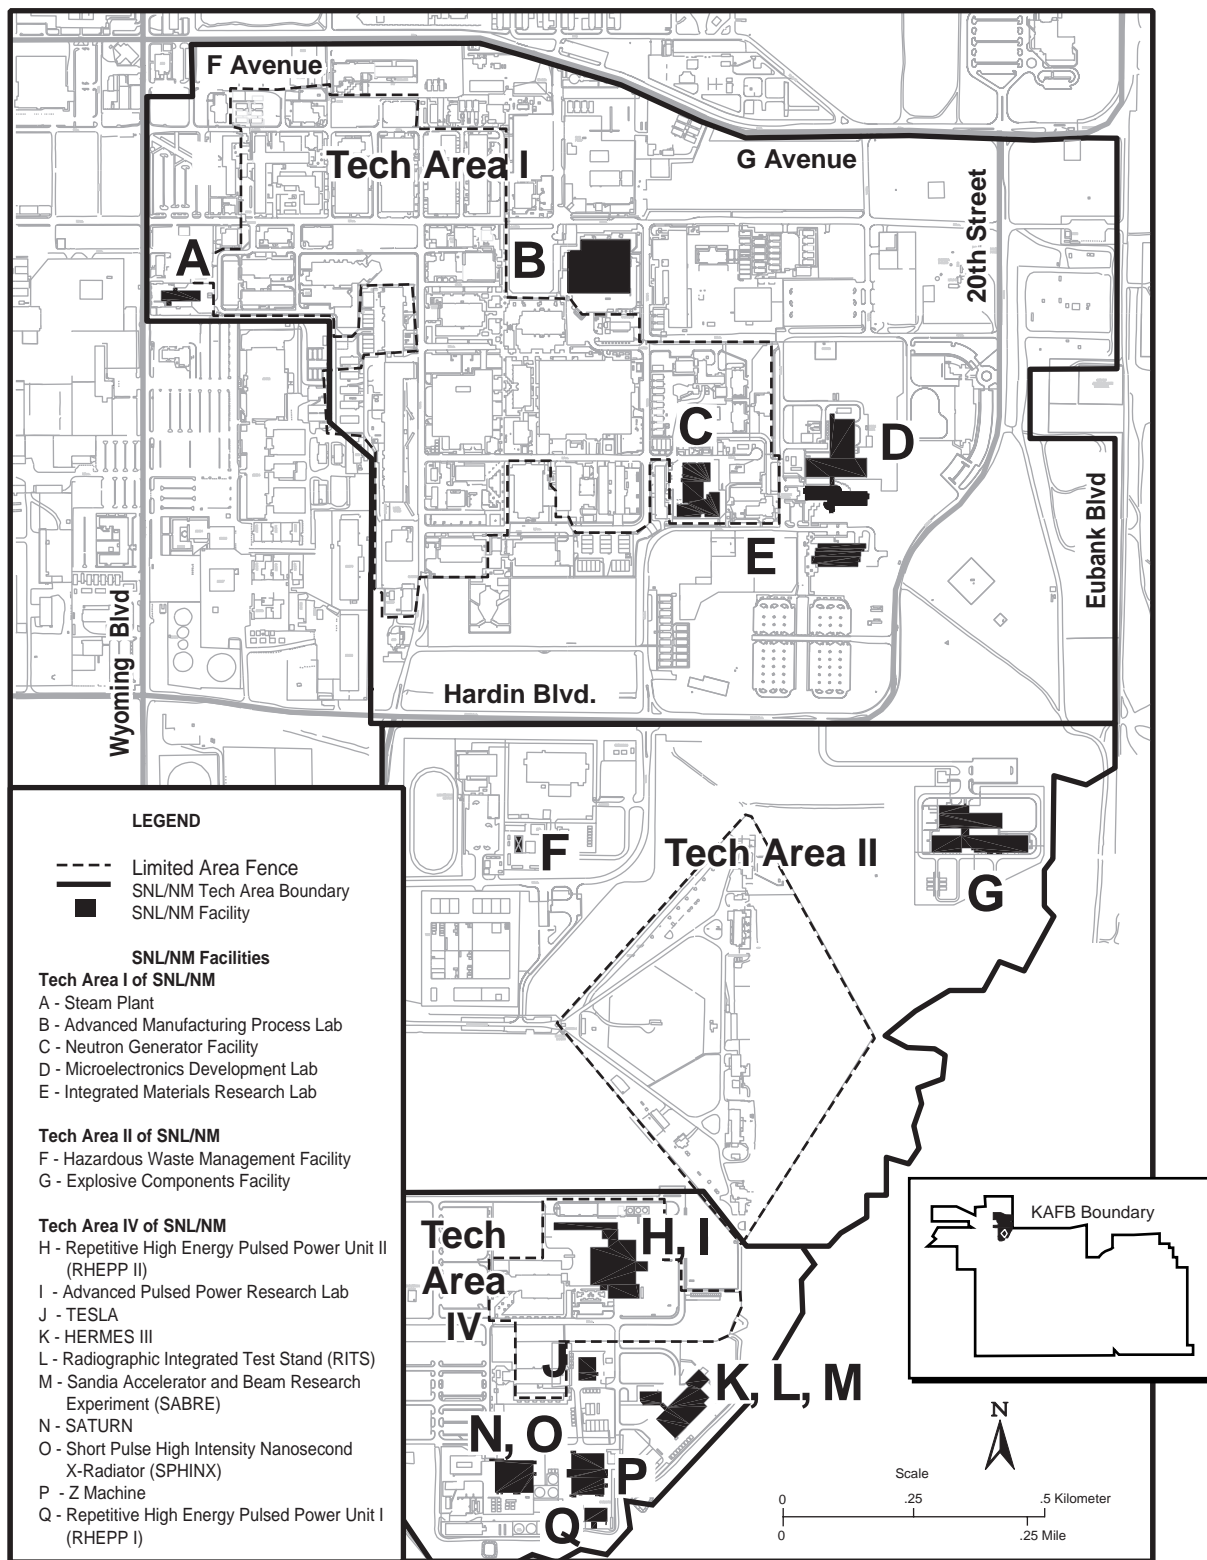 F Avenue
Tech Area I
G Avenue
20th Street
A
B
C
D
E
Eubank Blvd
Wyoming Blvd
Hardin Blvd.
LEGEND
Limited Area Fence
SNL/NM Tech Area Boundary
SNL/NM Facility
SNL/NM Facilities
Tech Area I of SNL/NM
A - Steam Plant
B - Advanced Manufacturing Process Lab
C - Neutron Generator Facility
D - Microelectronics Development Lab
E - Integrated Materials Research Lab
Tech Area II of SNL/NM
F - Hazardous Waste Management Facility
G - Explosive Components Facility
Tech Area IV of SNL/NM
H - Repetitive High Energy Pulsed Power Unit II
(RHEPP II)
I - Advanced Pulsed Power Research Lab
J - TESLA
K - HERMES III
L - Radiographic Integrated Test Stand (RITS)
M - Sandia Accelerator and Beam Research
Experiment (SABRE)
N - SATURN
O - Short Pulse High Intensity Nanosecond
X-Radiator (SPHINX)
P - Z Machine
Q - Repetitive High Energy Pulsed Power Unit I
(RHEPP I)
F
Tech Area II
G
Tech
Area
IV
H, I
J
K, L, M
N, O
P
Q
KAFB Boundary
N
Scale
0 .25 .5 Kilometer
0 .25 Mile